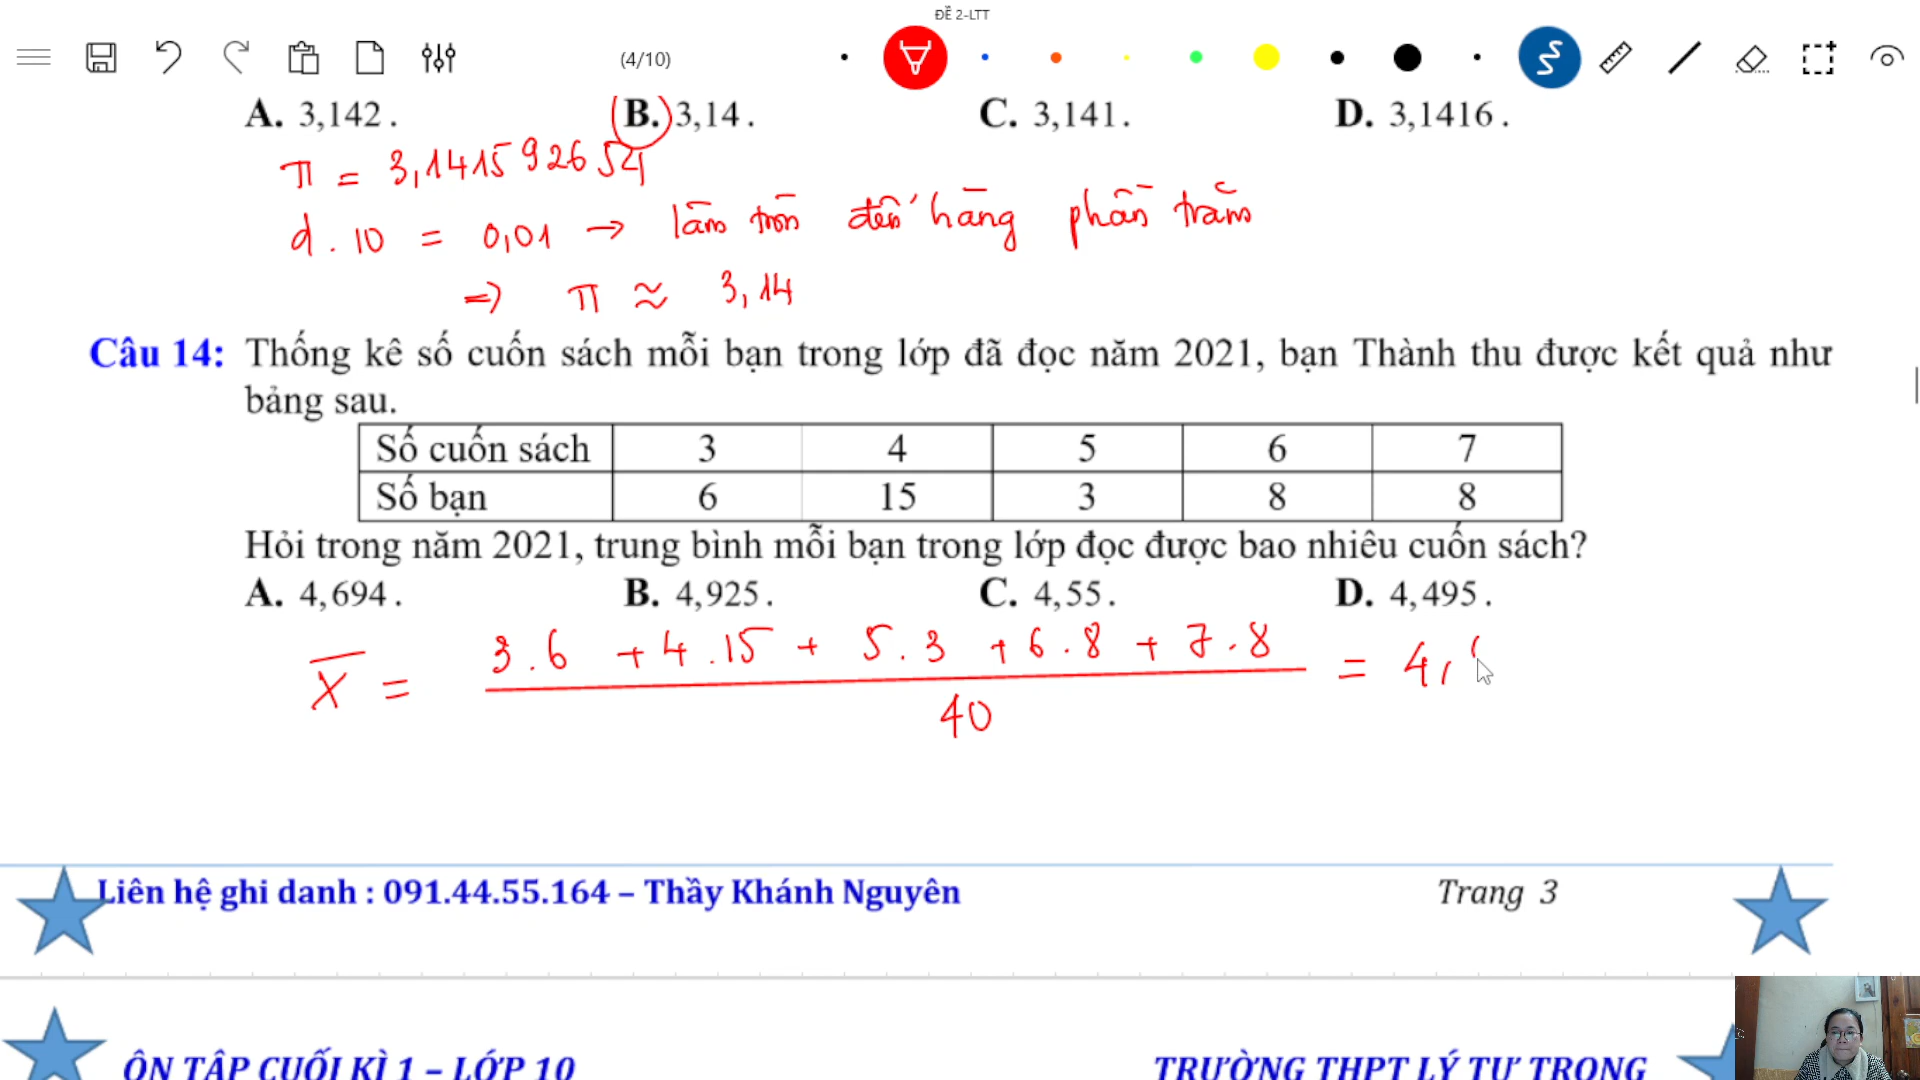 ĐỀ 2-LTT
(4/10)
A. 3,142 . B. 3,14 . C. 3,141 . D. 3,1416 .
π = 3,141592654
d . 10 = 0,01 → làm tròn đến hàng phần trăm
⇒ π ≈ 3,14
Câu 14: Thống kê số cuốn sách mỗi bạn trong lớp đã đọc năm 2021, bạn Thành thu được kết quả như
bảng sau.
Số cuốn sách 3 4 5 6 7
Số bạn 6 15 3 8 8
Hỏi trong năm 2021, trung bình mỗi bạn trong lớp đọc được bao nhiêu cuốn sách?
A. 4,694 . B. 4,925 . C. 4,55 . D. 4,495 .
3.6 + 4.15 + 5.3 + 6.8 + 7.8
X̅ = = 4,
40
Liên hệ ghi danh : 091.44.55.164 – Thầy Khánh Nguyên Trang 3
ÔN TẬP CUỐI KÌ 1 – LỚP 10 TRƯỜNG THPT LÝ TỰ TRỌNG